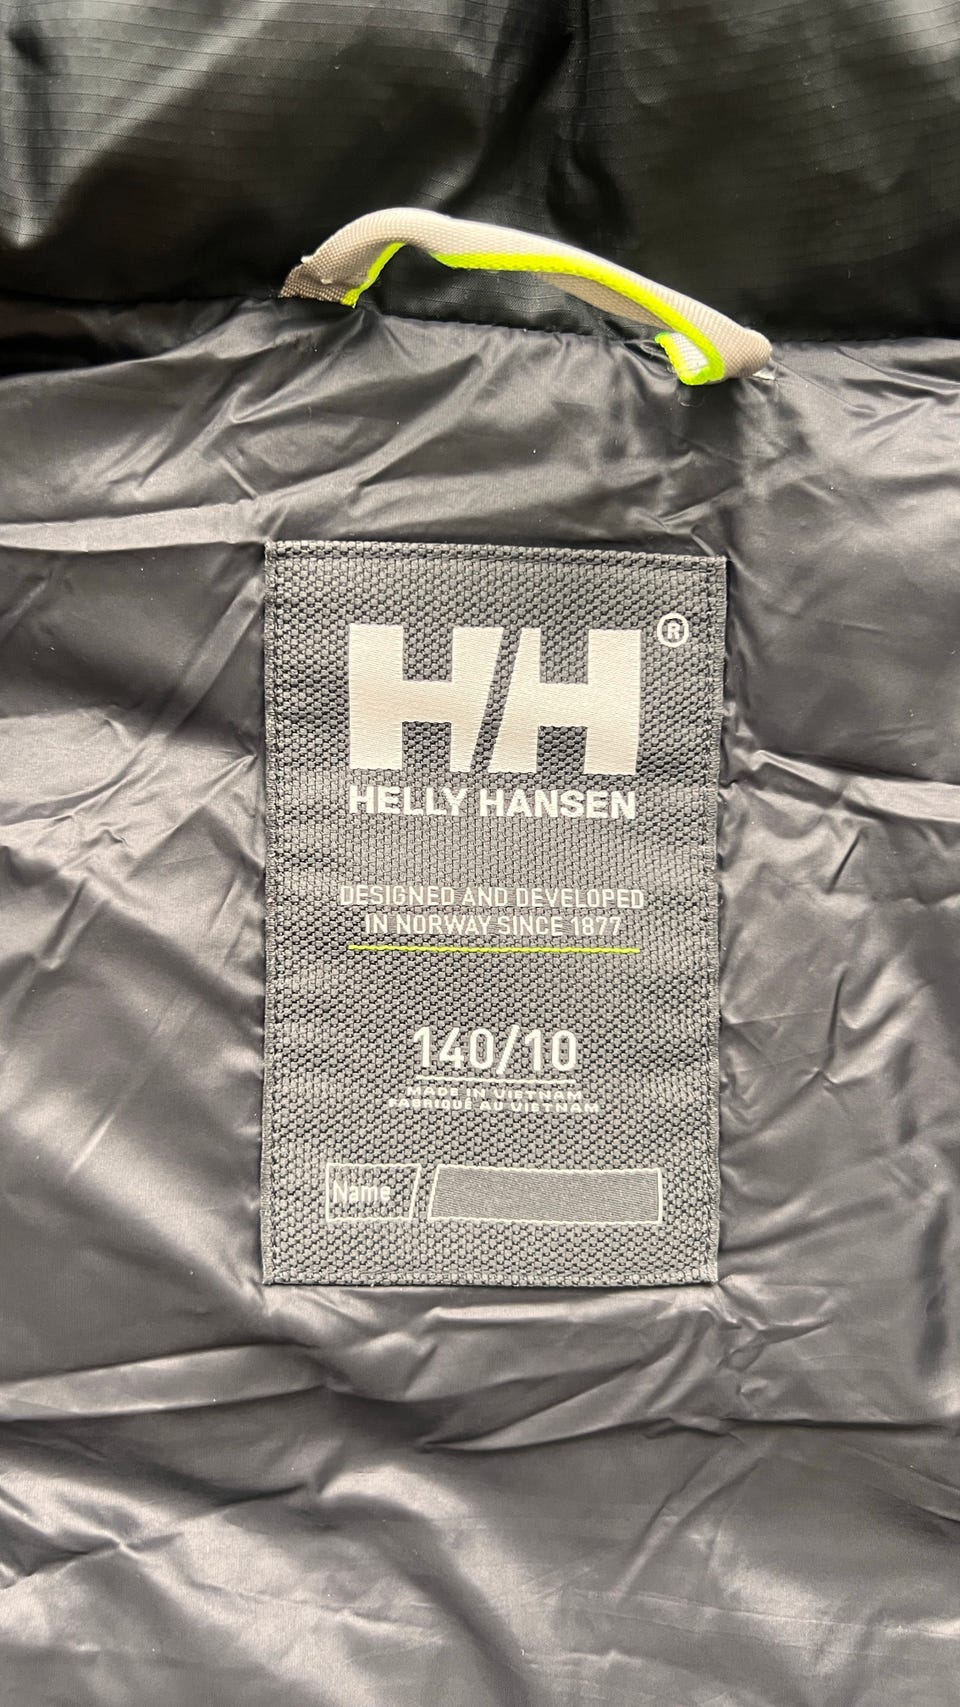 HH®
HELLY HANSEN
DESIGNED AND DEVELOPED
IN NORWAY SINCE 1877
140/10
MADE IN VIETNAM
FABRIQUÉ AU VIETNAM
Name